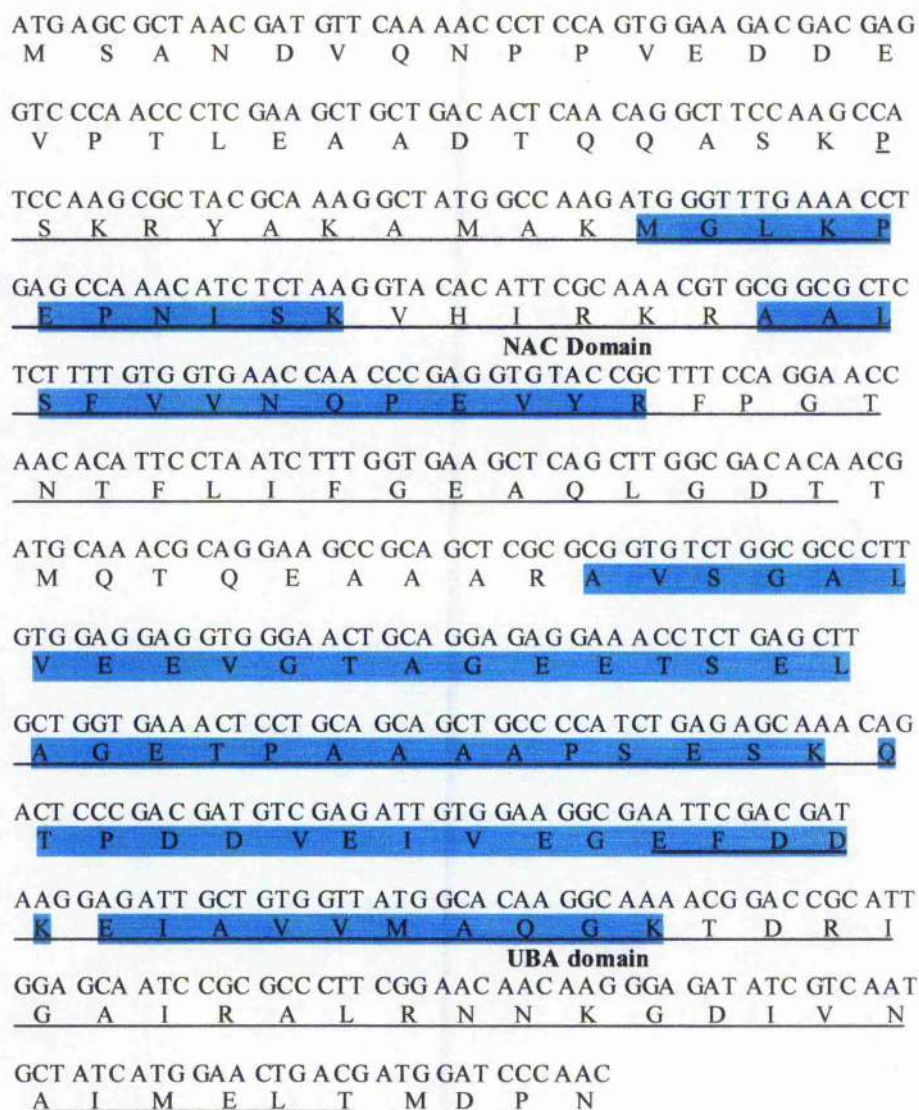 ATG AGC GCT AAC GAT GTT CAA AAC CCT CCA GTG GAA GAC GAC GAG
M S A N D V Q N P P V E D D E
GTC CCA ACC CTC GAA GCT GCT GAC ACT CAA CAG GCT TCC AAG CCA
V P T L E A A D T Q Q A S K P
TCC AAG CGC TAC GCA AAG GCT ATG GCC AAG ATG GGT TTG AAA CCT
S K R Y A K A M A K M G L K P
GAG CCA AAC ATC TCT AAG GTA CAC ATT CGC AAA CGT GCG GCG CTC
E P N I S K V H I R K R A A L
NAC Domain
TCT TTT GTG GTG AAC CAA CCC GAG GTG TAC CGC TTT CCA GGA ACC
S F V V N Q P E V Y R F P G T
AAC ACA TTC CTA ATC TTT GGT GAA GCT CAG CTT GGC GAC ACA ACG
N T F L I F G E A Q L G D T T
ATG CAA ACG CAG GAA GCC GCA GCT CGC GCG GTG TCT GGC GCC CTT
M Q T Q E A A A R A V S G A L
GTG GAG GAG GTG GGA ACT GCA GGA GAG GAA ACC TCT GAG CTT
V E E V G T A G E E T S E L
GCT GGT GAA ACT CCT GCA GCA GCT GCC CCA TCT GAG AGC AAA CAG
A G E T P A A A A P S E S K Q
ACT CCC GAC GAT GTC GAG ATT GTG GAA GGC GAA TTC GAC GAT
T P D D V E I V E G E F D D
AAG GAG ATT GCT GTG GTT ATG GCA CAA GGC AAA ACG GAC CGC ATT
K E I A V V M A Q G K T D R I
UBA domain
GGA GCA ATC CGC GCC CTT CGG AAC AAC AAG GGA GAT ATC GTC AAT
G A I R A L R N N K G D I V N
GCT ATC ATG GAA CTG ACG ATG GAT CCC AAC
A I M E L T M D P N